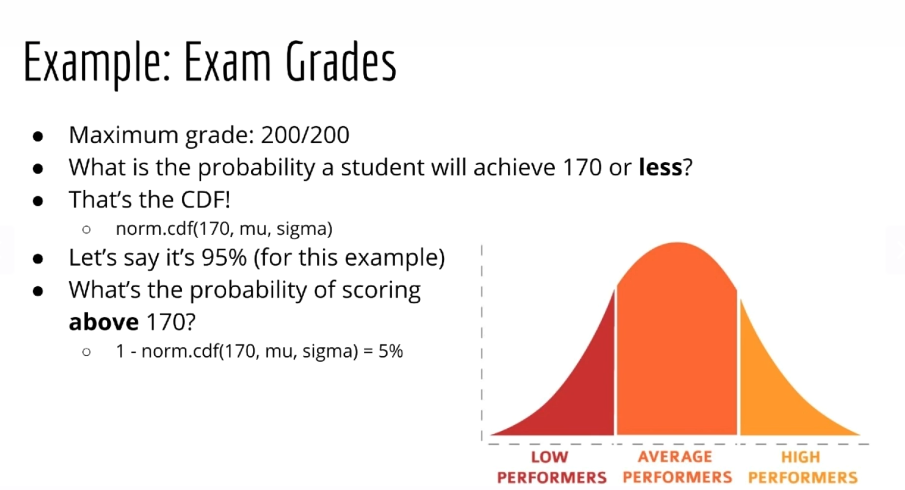 Example: Exam Grades
● Maximum grade: 200/200
● What is the probability a student will achieve 170 or less?
● That's the CDF!
○ norm.cdf(170, mu, sigma)
● Let's say it's 95% (for this example)
● What's the probability of scoring
above 170?
○ 1 - norm.cdf(170, mu, sigma) = 5%
LOW AVERAGE HIGH
PERFORMERS PERFORMERS PERFORMERS